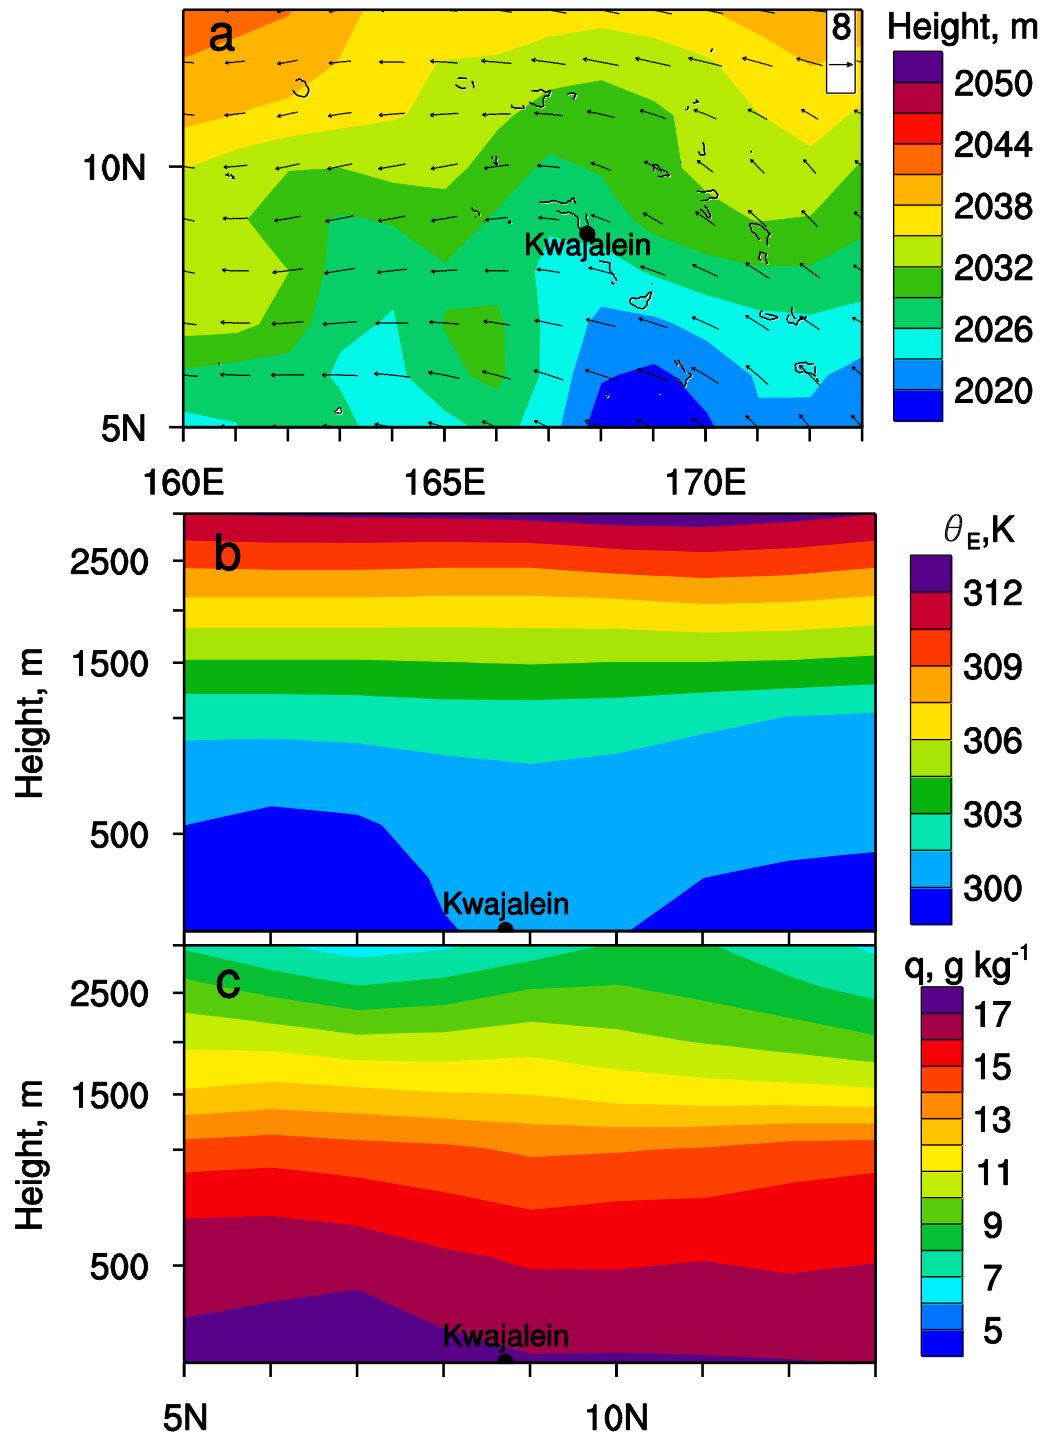 a
8
Height, m
2050
2044
2038
2032
2026
2020
10N
5N
Kwajalein
160E
165E
170E
b
θE,K
312
309
306
303
300
2500
1500
500
Height, m
Kwajalein
c
q, g kg-1
17
15
13
11
9
7
5
2500
1500
500
Height, m
Kwajalein
5N
10N